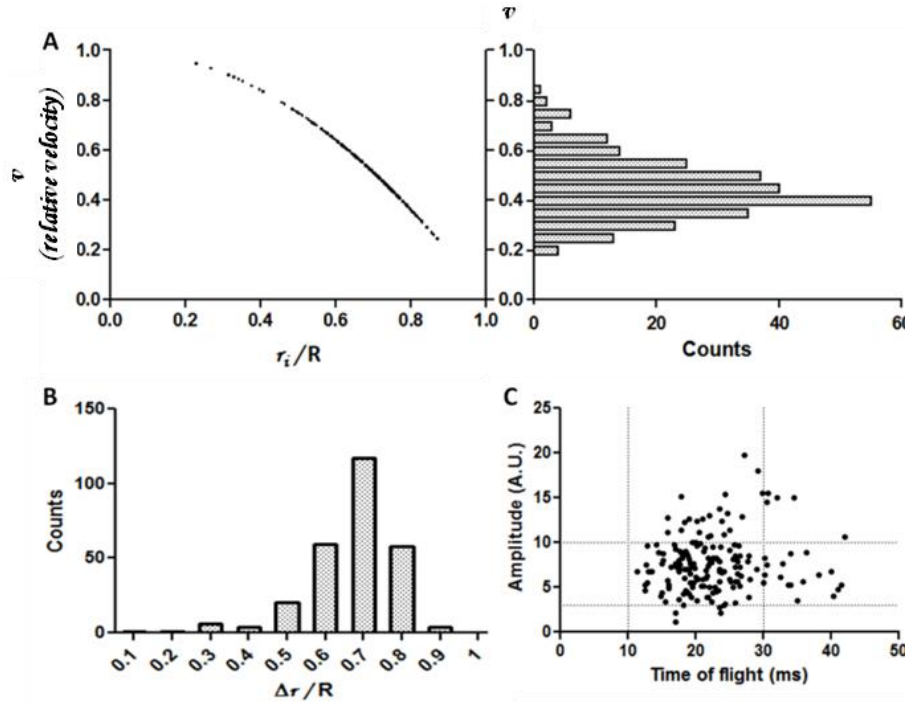 v
A
v
(relative velocity)
1.0
0.8
0.6
0.4
0.2
0.0
0.0 0.2 0.4 0.6 0.8 1.0
r_i/R
1.0
0.8
0.6
0.4
0.2
0.0
0 20 40 60
Counts
B
Counts
150
100
50
0
0.1 0.2 0.3 0.4 0.5 0.6 0.7 0.8 0.9 1
Δr/R
C
Amplitude (A.U.)
25
20
15
10
5
0
0 10 20 30 40 50
Time of flight (ms)